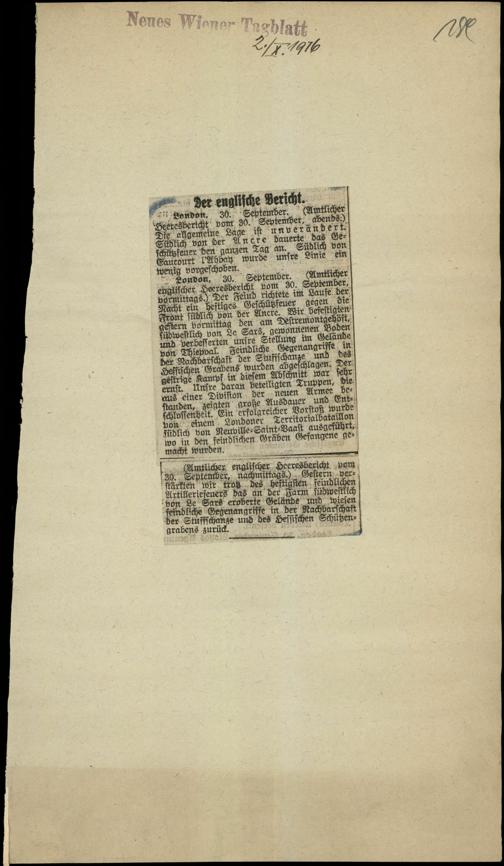 Neues Wiener Tagblatt
2./X. 1916
Der englische Bericht.
London, 30. September. (Amtlicher
Heeresbericht vom 30. September, abends.)
Die allgemeine Lage ist unverändert.
Südlich von der Ancre dauerte das Ge-
schützfeuer den ganzen Tag an. Südlich von
Eaucourt l'Abbaye wurde unsre Linie ein
wenig vorgeschoben.
London, 30. September. (Amtlicher
englischer Heeresbericht vom 30. September,
vormittags.) Der Feind richtete im Laufe der
Nacht ein heftiges Geschützfeuer gegen die
Front südlich von der Ancre. Wir befestigten
gestern vormittag den am Destremontgehöft,
südwestlich von Le Sars, gewonnenen Boden
und verbesserten unsre Stellung im Gelände
von Thiepval. Feindliche Gegenangriffe in
der Nachbarschaft der Stuffschanze und des
Hessischen Grabens wurden abgeschlagen. Der
gestrige Kampf in diesem Abschnitt war sehr
ernst. Unsre daran beteiligten Truppen, die
aus einer Division der neuen Armee be-
standen, zeigten große Ausdauer und Ent-
schlossenheit. Ein erfolgreicher Vorstoß wurde
von einem Londoner Territorialbataillon
südlich von Neuville-Saint-Vaast ausgeführt,
wo in den feindlichen Gräben Gefangene ge-
macht wurden.
(Amtlicher englischer Heeresbericht vom
30. September, nachmittags.) Gestern ver-
stärkten wir trotz des heftigsten feindlichen
Artilleriefeuers das an der Farm südwestlich
von Le Sars eroberte Gelände und wiesen
feindliche Gegenangriffe in der Nachbarschaft
der Stuffschanze und des Hessischen Schützen-
grabens zurück.